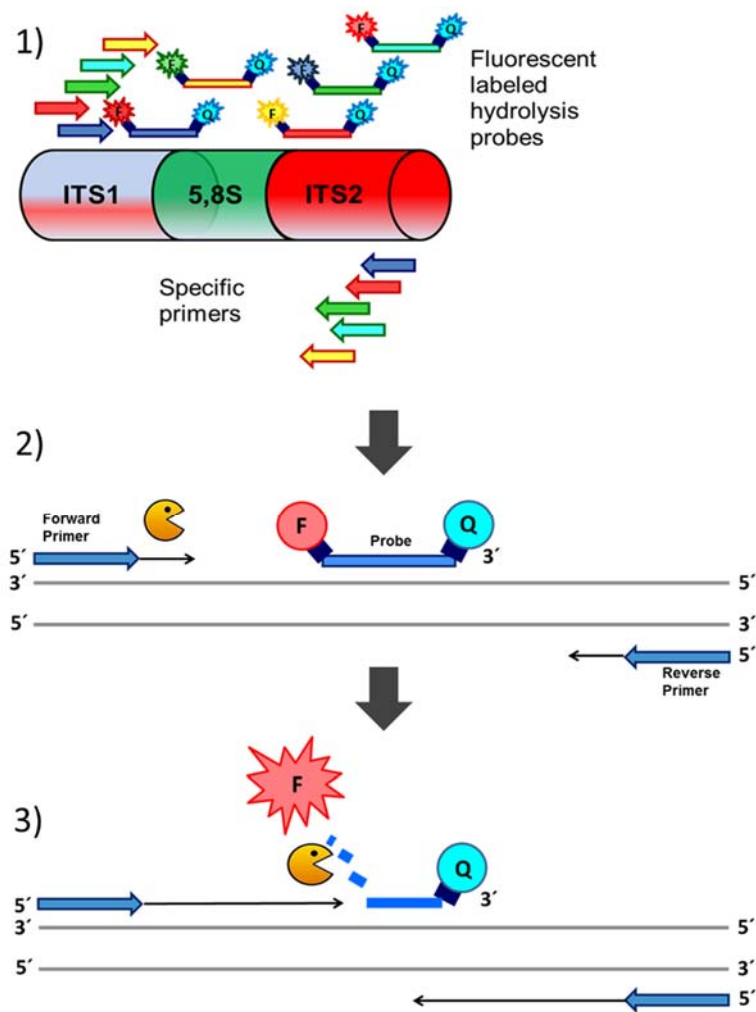 1)
F
Q
F
Q
F
Q
F
Q
F
Q
Fluorescent
labeled
hydrolysis
probes
ITS1
5,8S
ITS2
Specific
primers
2)
Forward
Primer
F
Probe
Q
5´
3´
3´
5´
5´
3´
5´
Reverse
Primer
F
3)
Q
5´
3´
3´
5´
5´
3´
5´